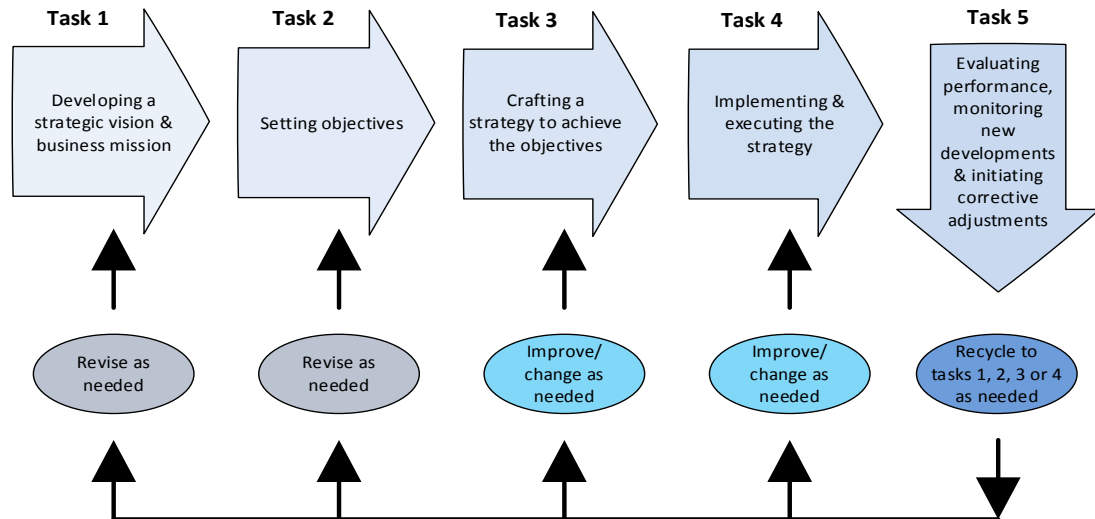 Task 1
Task 2
Task 3
Task 4
Task 5
Developing a
strategic vision &
business mission
Setting objectives
Crafting a
strategy to achieve
the objectives
Implementing &
executing the
strategy
Evaluating
performance,
monitoring
new
developments
& initiating
corrective
adjustments
Revise as
needed
Revise as
needed
Improve/
change as
needed
Improve/
change as
needed
Recycle to
tasks 1, 2, 3 or 4
as needed